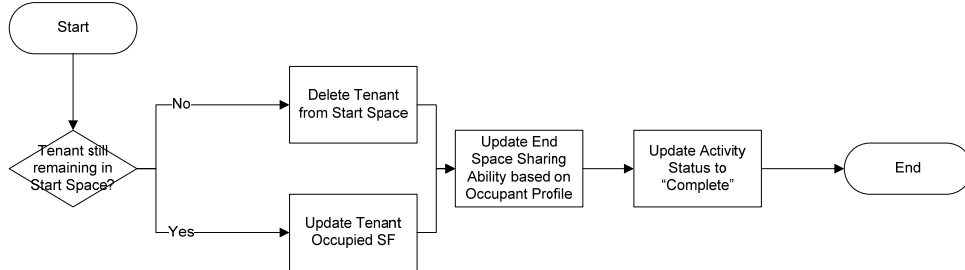 Start
Tenant still
remaining in
Start Space?
No
Yes
Delete Tenant
from Start Space
Update Tenant
Occupied SF
Update End
Space Sharing
Ability based on
Occupant Profile
Update Activity
Status to
“Complete”
End